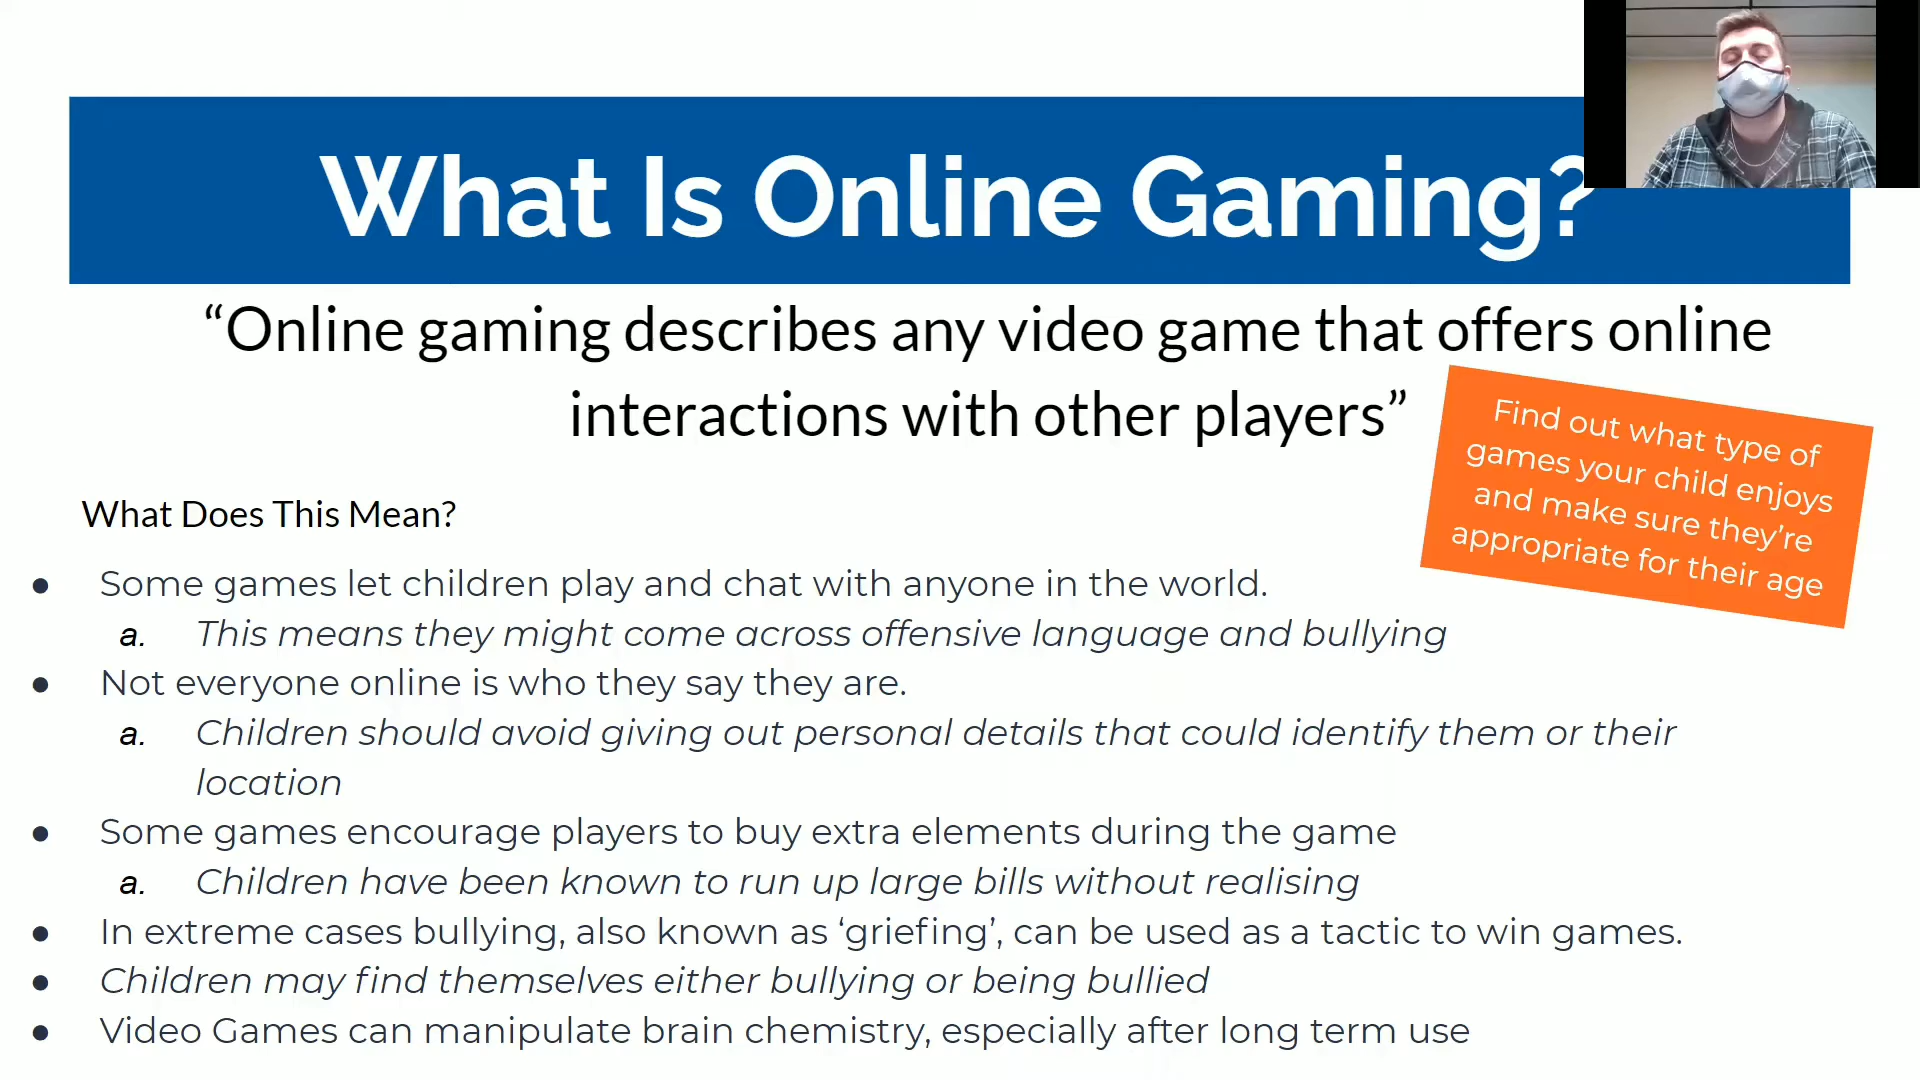 What Is Online Gaming?
“Online gaming describes any video game that offers online
interactions with other players”
Find out what type of
games your child enjoys
and make sure they’re
appropriate for their age
What Does This Mean?
● Some games let children play and chat with anyone in the world.
a. This means they might come across offensive language and bullying
● Not everyone online is who they say they are.
a. Children should avoid giving out personal details that could identify them or their
location
● Some games encourage players to buy extra elements during the game
a. Children have been known to run up large bills without realising
● In extreme cases bullying, also known as ‘griefing’, can be used as a tactic to win games.
● Children may find themselves either bullying or being bullied
● Video Games can manipulate brain chemistry, especially after long term use